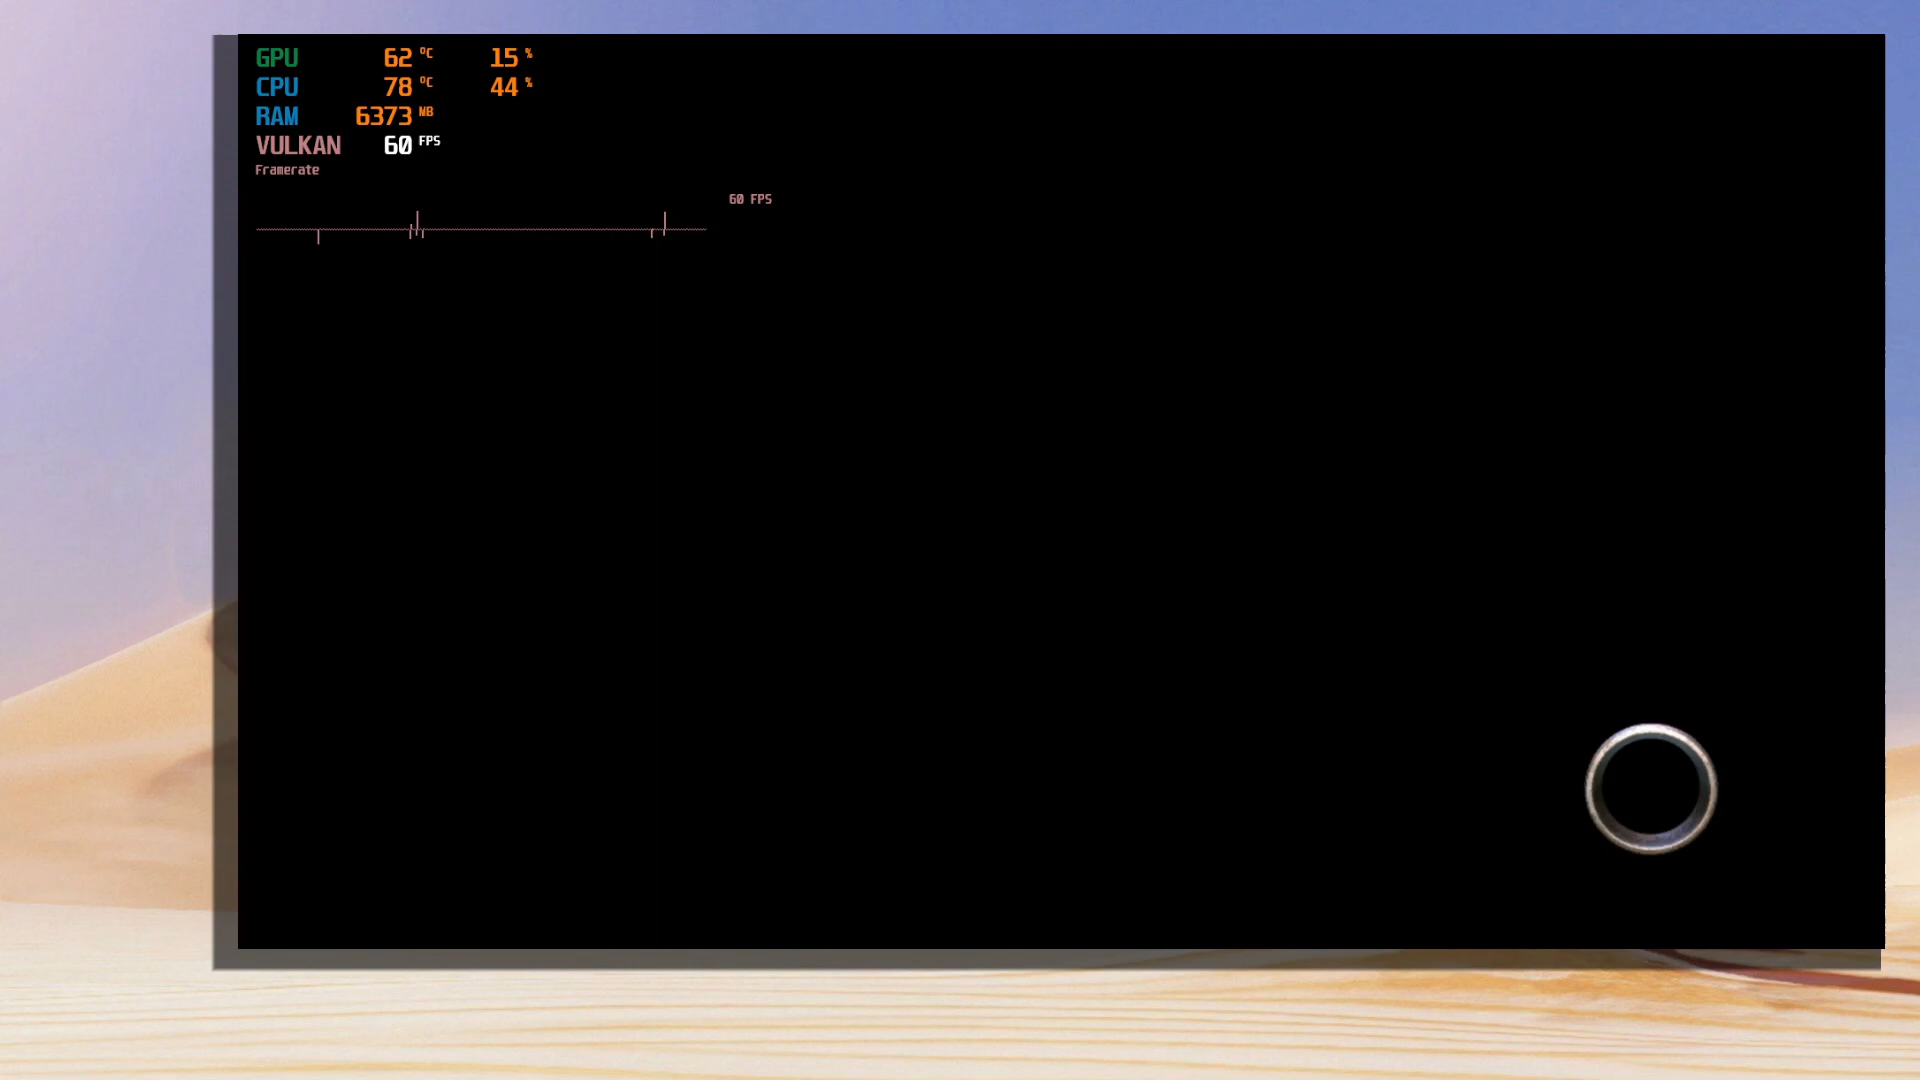 GPU 62 °C 15 %
CPU 78 °C 44 %
RAM 6373 MB
VULKAN 60 FPS
Framerate
60 FPS